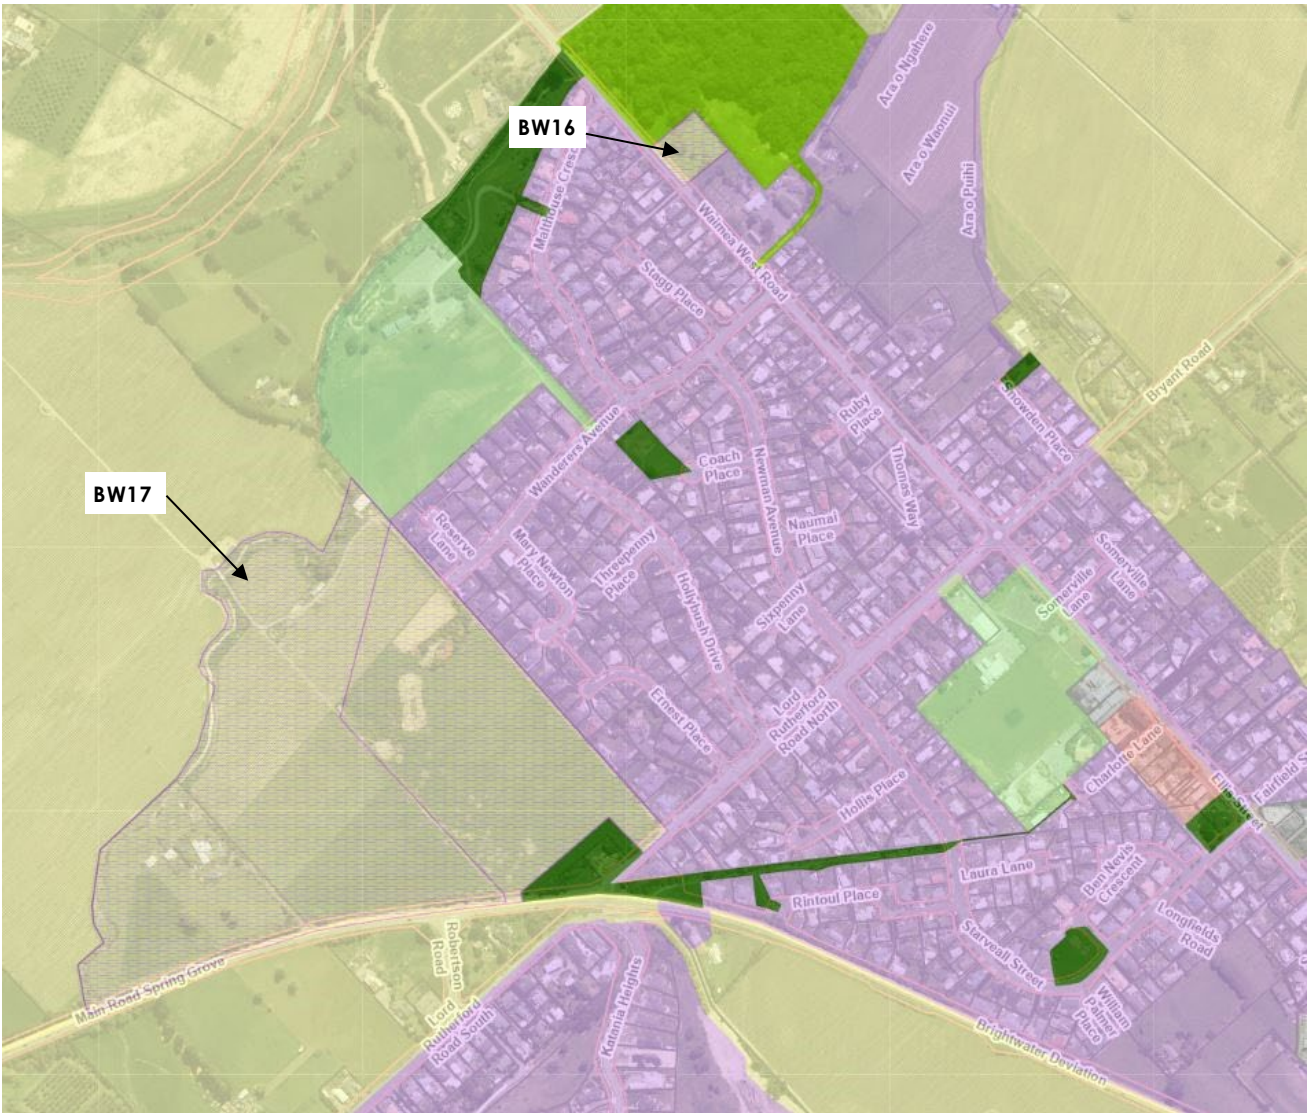 Ara o Ngahere
BW16
Ara o Waonui
Malthouse Cresc
Ara o Puihi
Waimea West Road
Stagg Place
Bryant Road
Snowden Place
Ruby
Place
Wanderers Avenue
Coach
Place
Thomas Way
BW17
Newman Avenue
Naumai
Place
Reserve
Lane
Mary Newton
Place
Threepenny
Place
Hollybush Drive
Sixpenny
Lane
Somerville
Lane
Somerville
Lane
Ernest Place
Lord
Rutherford
Road North
Charlotte Lane
Ellis Street
Fairfield S
Hollis Place
Laura Lane
Ben Nevis
Crescent
Rintoul Place
Longfields
Road
Starveall Street
William
Palmer
Place
Robertson
Road
Main Road Spring Grove
Lord
Rutherford
Road South
Katania Heights
Brightwater Deviation